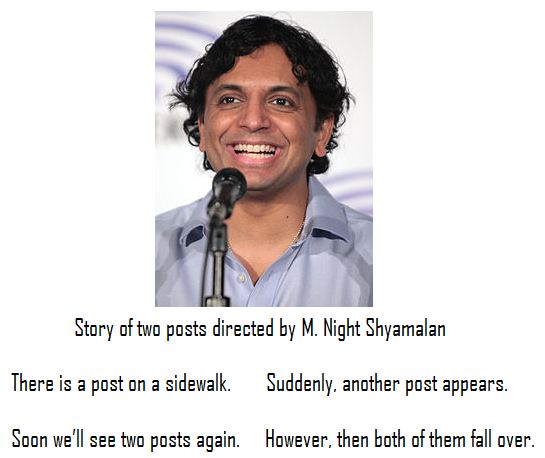 Story of two posts directed by M. Night Shyamalan
There is a post on a sidewalk. Suddenly, another post appears.
Soon we'll see two posts again. However, then both of them fall over.